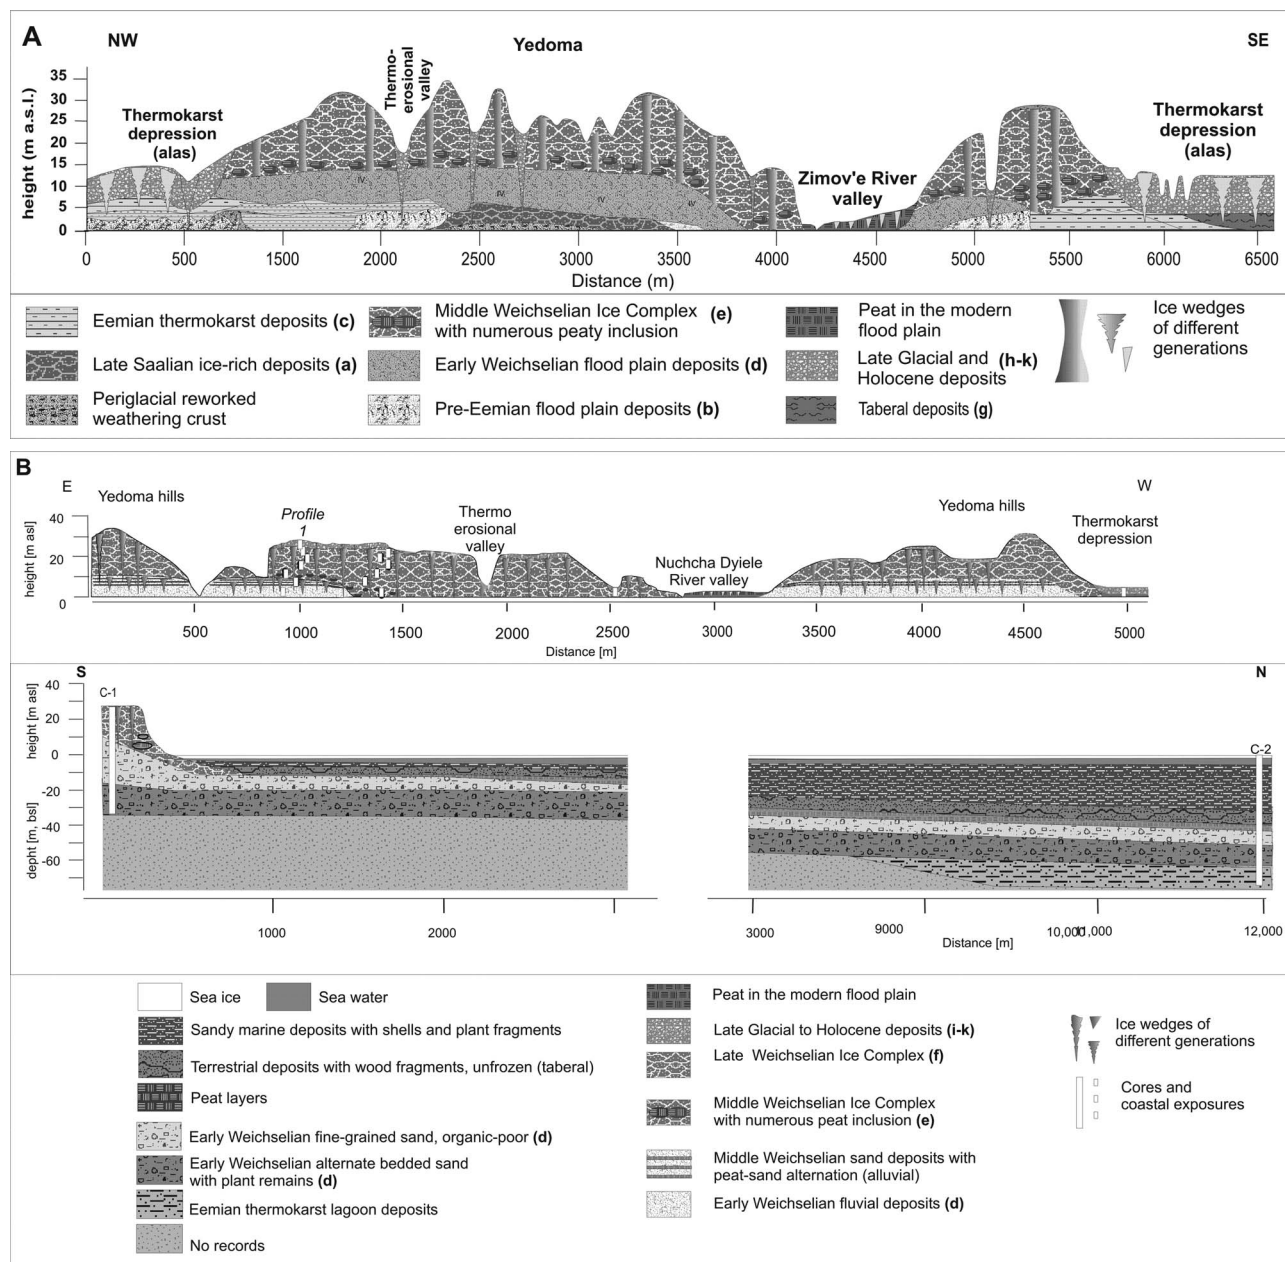 A
NW
Yedoma
SE
Thermo-
erosional
valley
Thermokarst
depression
(alas)
Thermokarst
depression
(alas)
Zimov'e River
valley
height (m a.s.l.)
35
30
25
20
15
10
5
0
IV
IV
IV
IV
0
500
1000
1500
2000
2500
3000
3500
4000
4500
5000
5500
6000
6500
Distance (m)
Eemian thermokarst deposits (c)
Late Saalian ice-rich deposits (a)
Periglacial reworked
weathering crust
Middle Weichselian Ice Complex (e)
with numerous peaty inclusion
Early Weichselian flood plain deposits (d)
Pre-Eemian flood plain deposits (b)
Peat in the modern
flood plain
Late Glacial and (h-k)
Holocene deposits
Taberal deposits (g)
Ice wedges
of different
generations
B
E
W
Yedoma hills
Profile
1
Thermo
erosional
valley
Nuchcha Dyiele
River valley
Yedoma hills
Thermokarst
depression
height [m asl]
40
20
0
500
1000
1500
2000
2500
3000
3500
4000
4500
5000
Distance [m]
S
N
C-1
C-2
height [m asl]
depht [m, bsl]
40
20
0
-20
-40
-60
1000
2000
3000
9000
10,000
11,000
12,000
Distance [m]
Sea ice
Sea water
Sandy marine deposits with shells and plant fragments
Terrestrial deposits with wood fragments, unfrozen (taberal)
Peat layers
Early Weichselian fine-grained sand, organic-poor (d)
Early Weichselian alternate bedded sand
with plant remains (d)
Eemian thermokarst lagoon deposits
No records
Peat in the modern flood plain
Late Glacial to Holocene deposits (i-k)
Late Weichselian Ice Complex (f)
Middle Weichselian Ice Complex
with numerous peat inclusion (e)
Middle Weichselian sand deposits with
peat-sand alternation (alluvial)
Early Weichselian fluvial deposits (d)
Ice wedges of
different generations
Cores and
coastal exposures